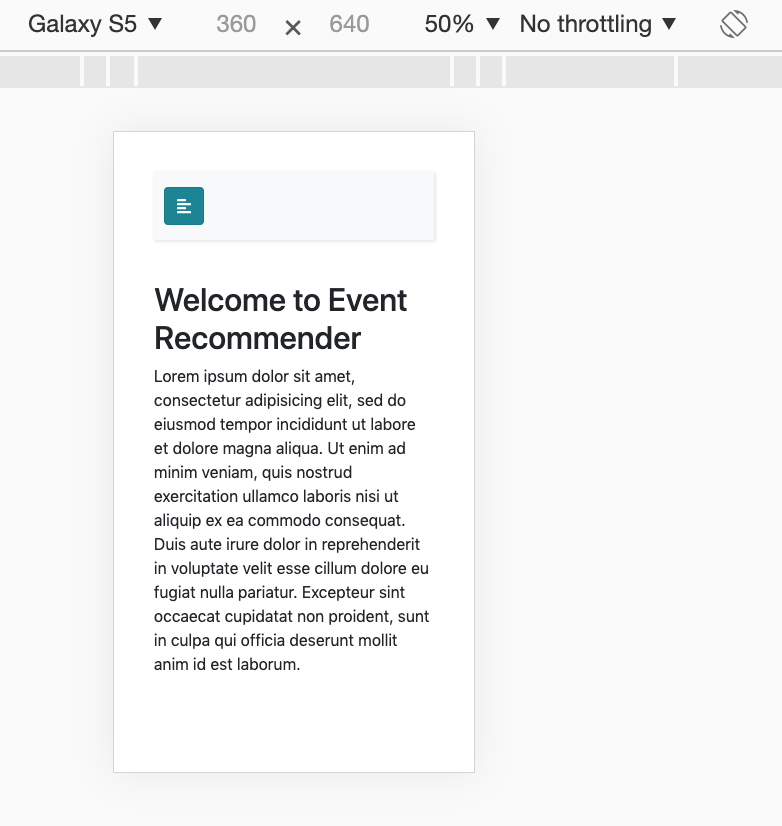 Galaxy S5 ▼ 360 × 640 50% ▼ No throttling ▼
Welcome to Event
Recommender
Lorem ipsum dolor sit amet,
consectetur adipisicing elit, sed do
eiusmod tempor incididunt ut labore
et dolore magna aliqua. Ut enim ad
minim veniam, quis nostrud
exercitation ullamco laboris nisi ut
aliquip ex ea commodo consequat.
Duis aute irure dolor in reprehenderit
in voluptate velit esse cillum dolore eu
fugiat nulla pariatur. Excepteur sint
occaecat cupidatat non proident, sunt
in culpa qui officia deserunt mollit
anim id est laborum.